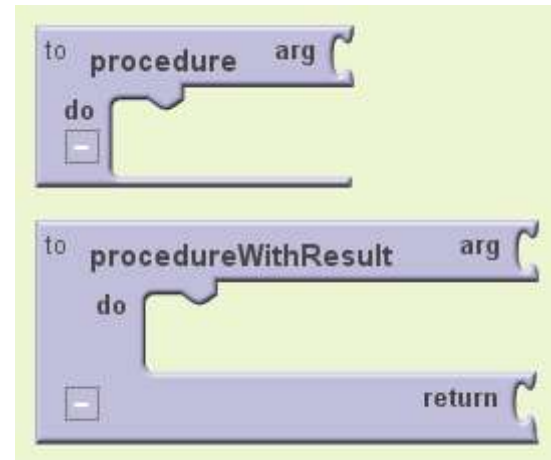 to procedure arg
do
to procedureWithResult arg
do
return